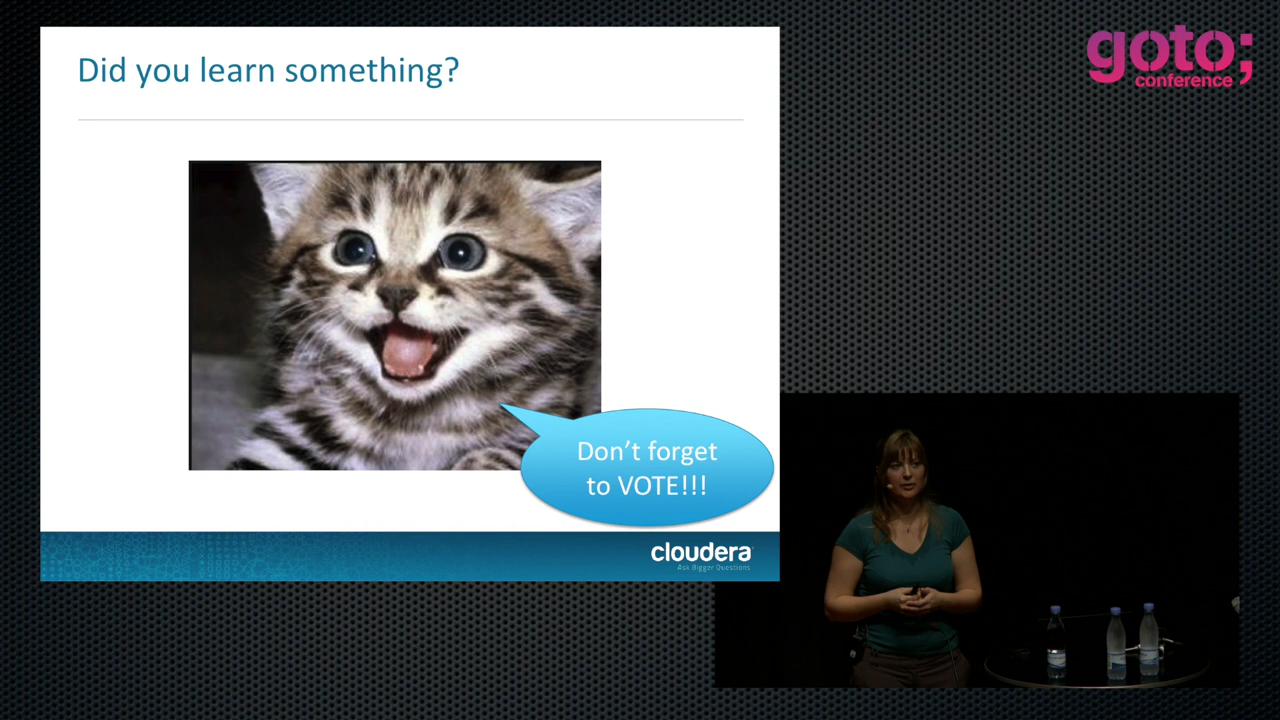 Did you learn something?
goto;
conference
Don't forget
to VOTE!!!
cloudera
Ask Bigger Questions